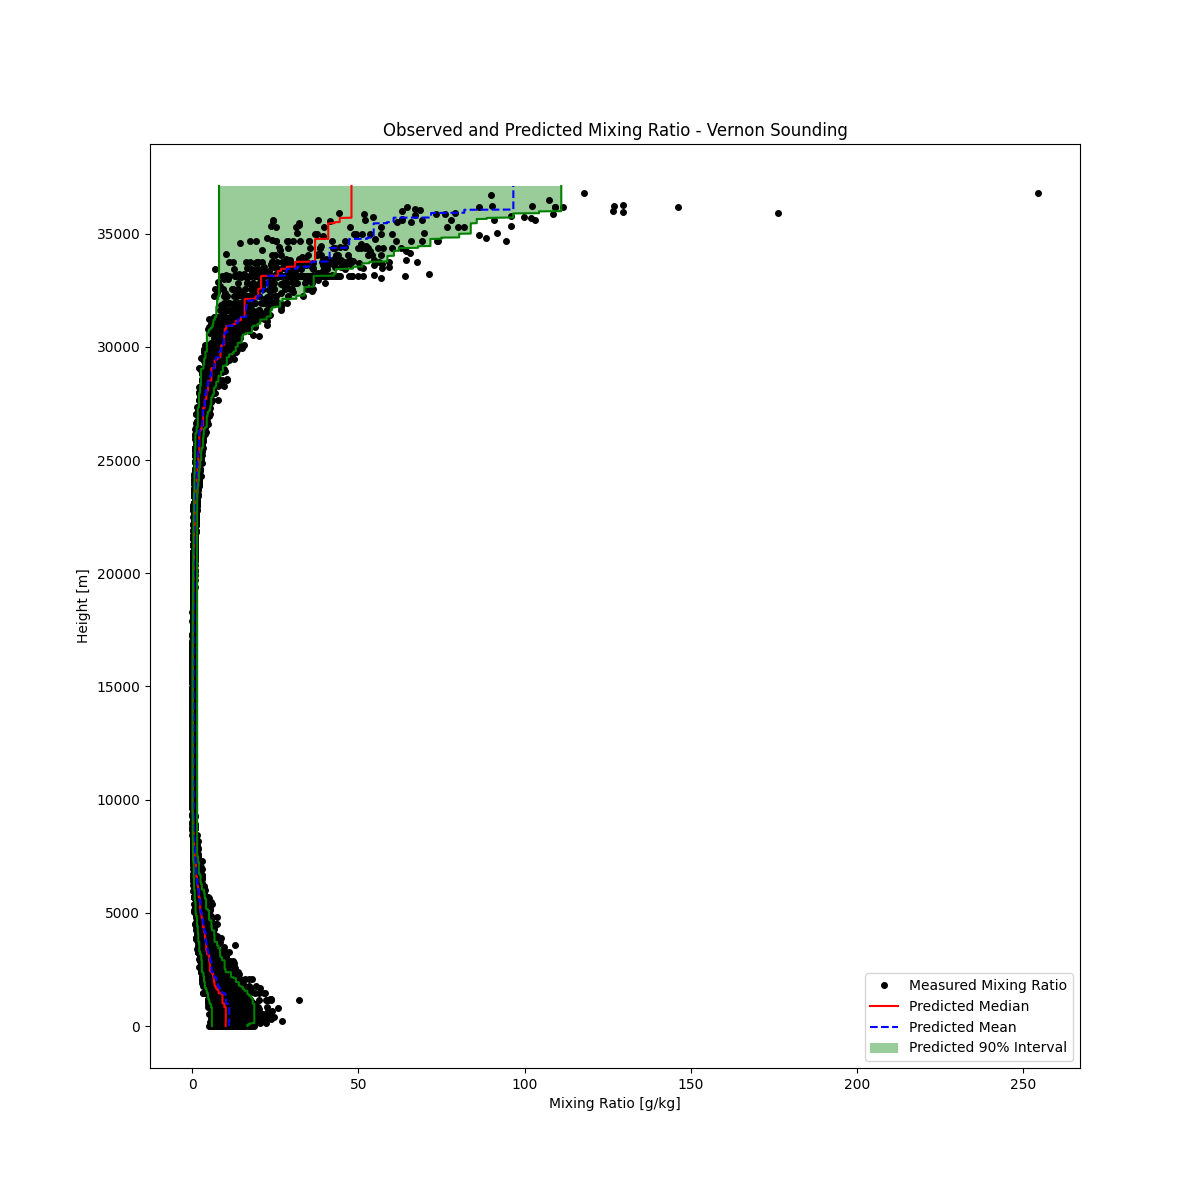 Observed and Predicted Mixing Ratio - Vernon Sounding
35000
30000
25000
20000
15000
10000
5000
0
Height [m]
0 50 100 150 200 250
Mixing Ratio [g/kg]
Measured Mixing Ratio
Predicted Median
Predicted Mean
Predicted 90% Interval